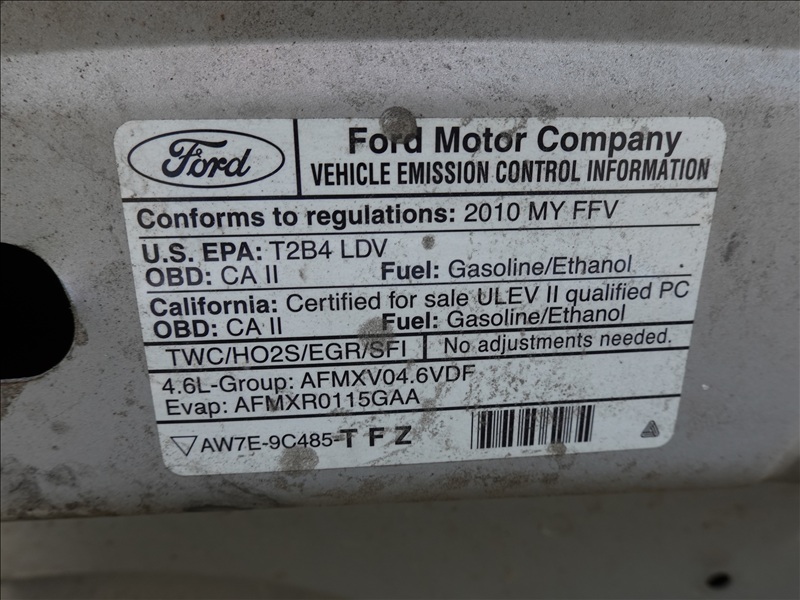 Ford
Ford Motor Company
VEHICLE EMISSION CONTROL INFORMATION
Conforms to regulations: 2010 MY FFV
U.S. EPA: T2B4 LDV
OBD: CA II Fuel: Gasoline/Ethanol
California: Certified for sale ULEV II qualified PC
OBD: CA II Fuel: Gasoline/Ethanol
TWC/HO2S/EGR/SFI No adjustments needed.
4.6L-Group: AFMXV04.6VDF
Evap: AFMXR0115GAA
AW7E-9C485-TFZ